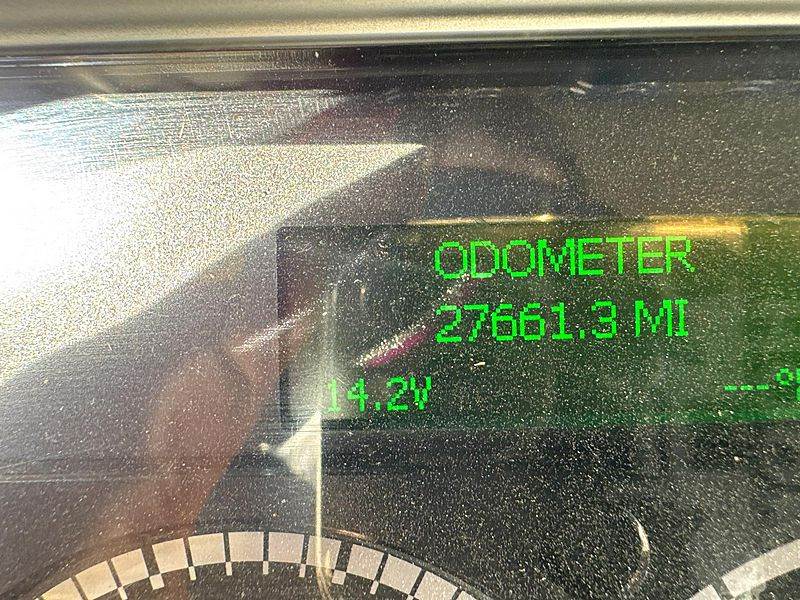 ODOMETER
27661.3 MI
14.2V ---°